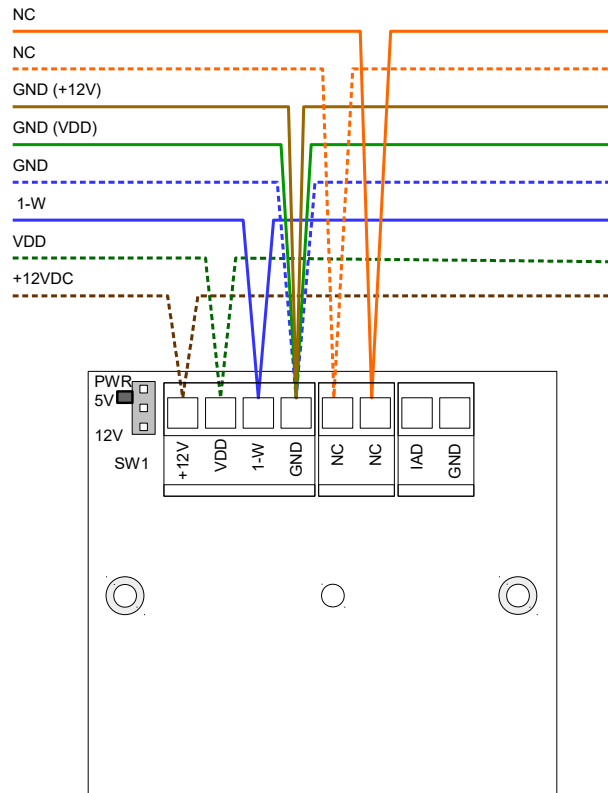 NC
NC
GND (+12V)
GND (VDD)
GND
1-W
VDD
+12VDC
PWR
5V
12V
SW1
+12V
VDD
1-W
GND
NC
NC
IAD
GND